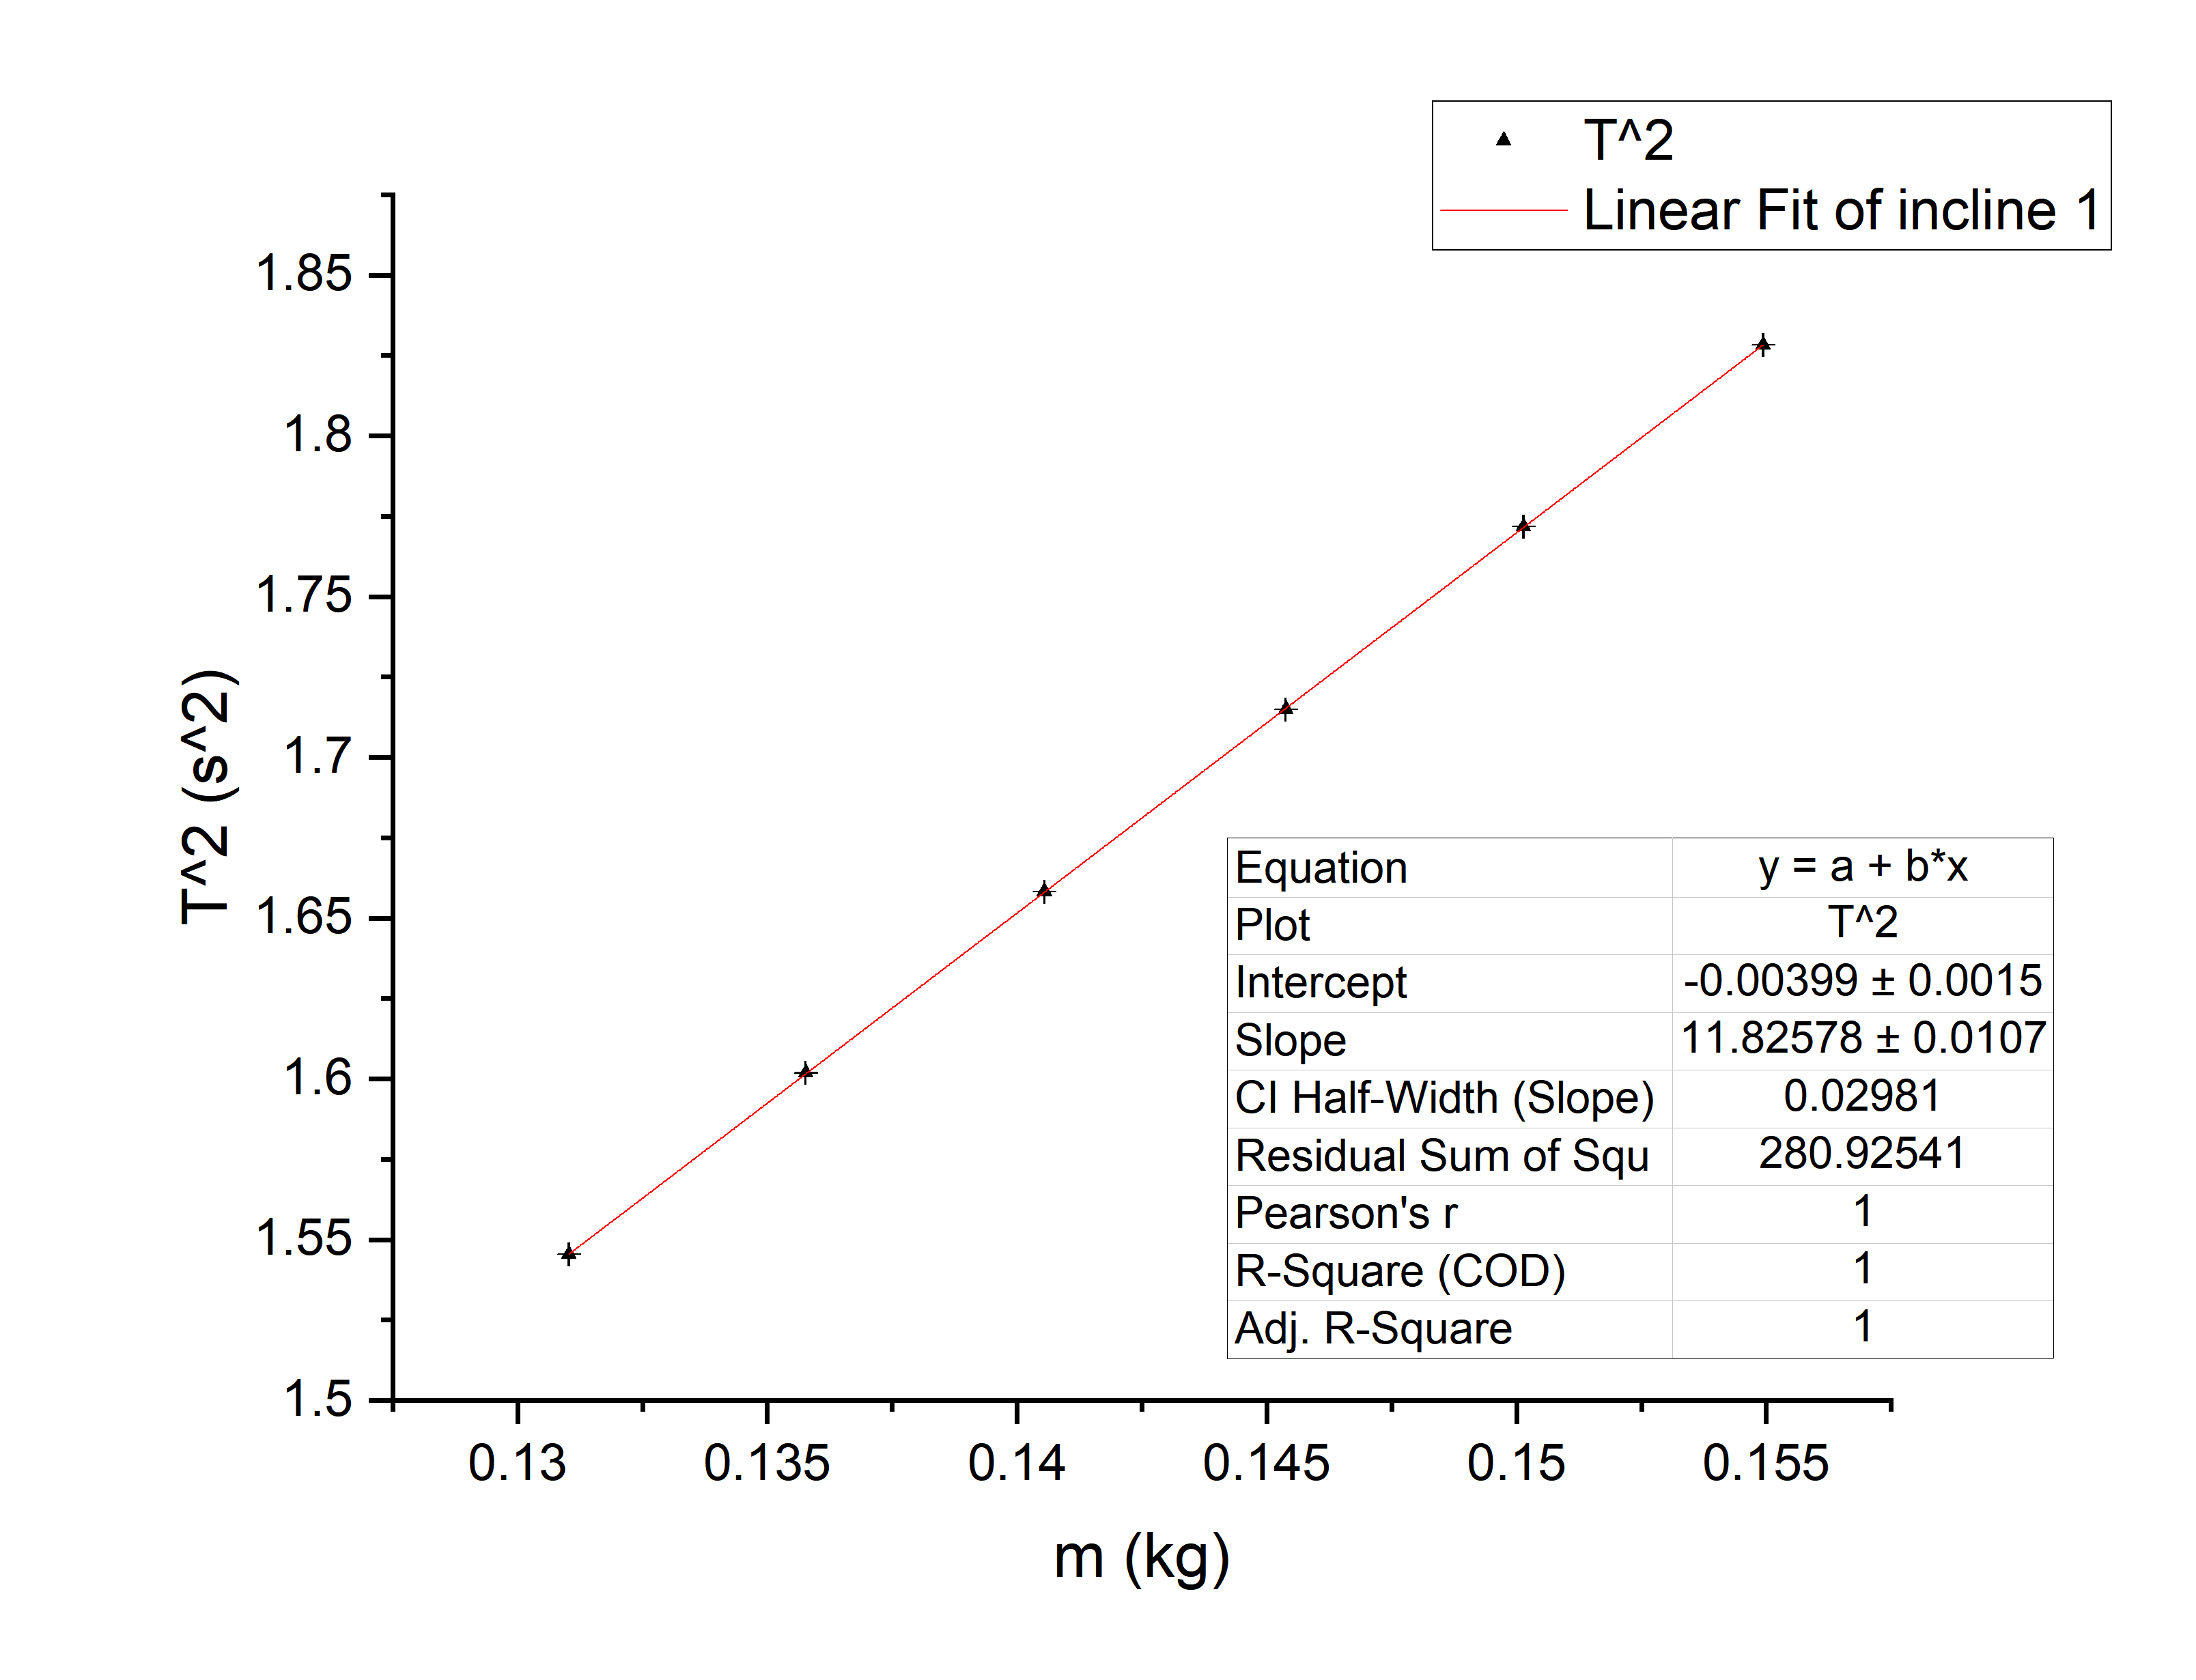 T^2
Linear Fit of incline 1
1.85
1.8
1.75
1.7
1.65
1.6
1.55
1.5
T^2 (s^2)
Equation y = a + b*x
Plot T^2
Intercept -0.00399 ± 0.0015
Slope 11.82578 ± 0.0107
CI Half-Width (Slope) 0.02981
Residual Sum of Squ 280.92541
Pearson's r 1
R-Square (COD) 1
Adj. R-Square 1
0.13 0.135 0.14 0.145 0.15 0.155
m (kg)